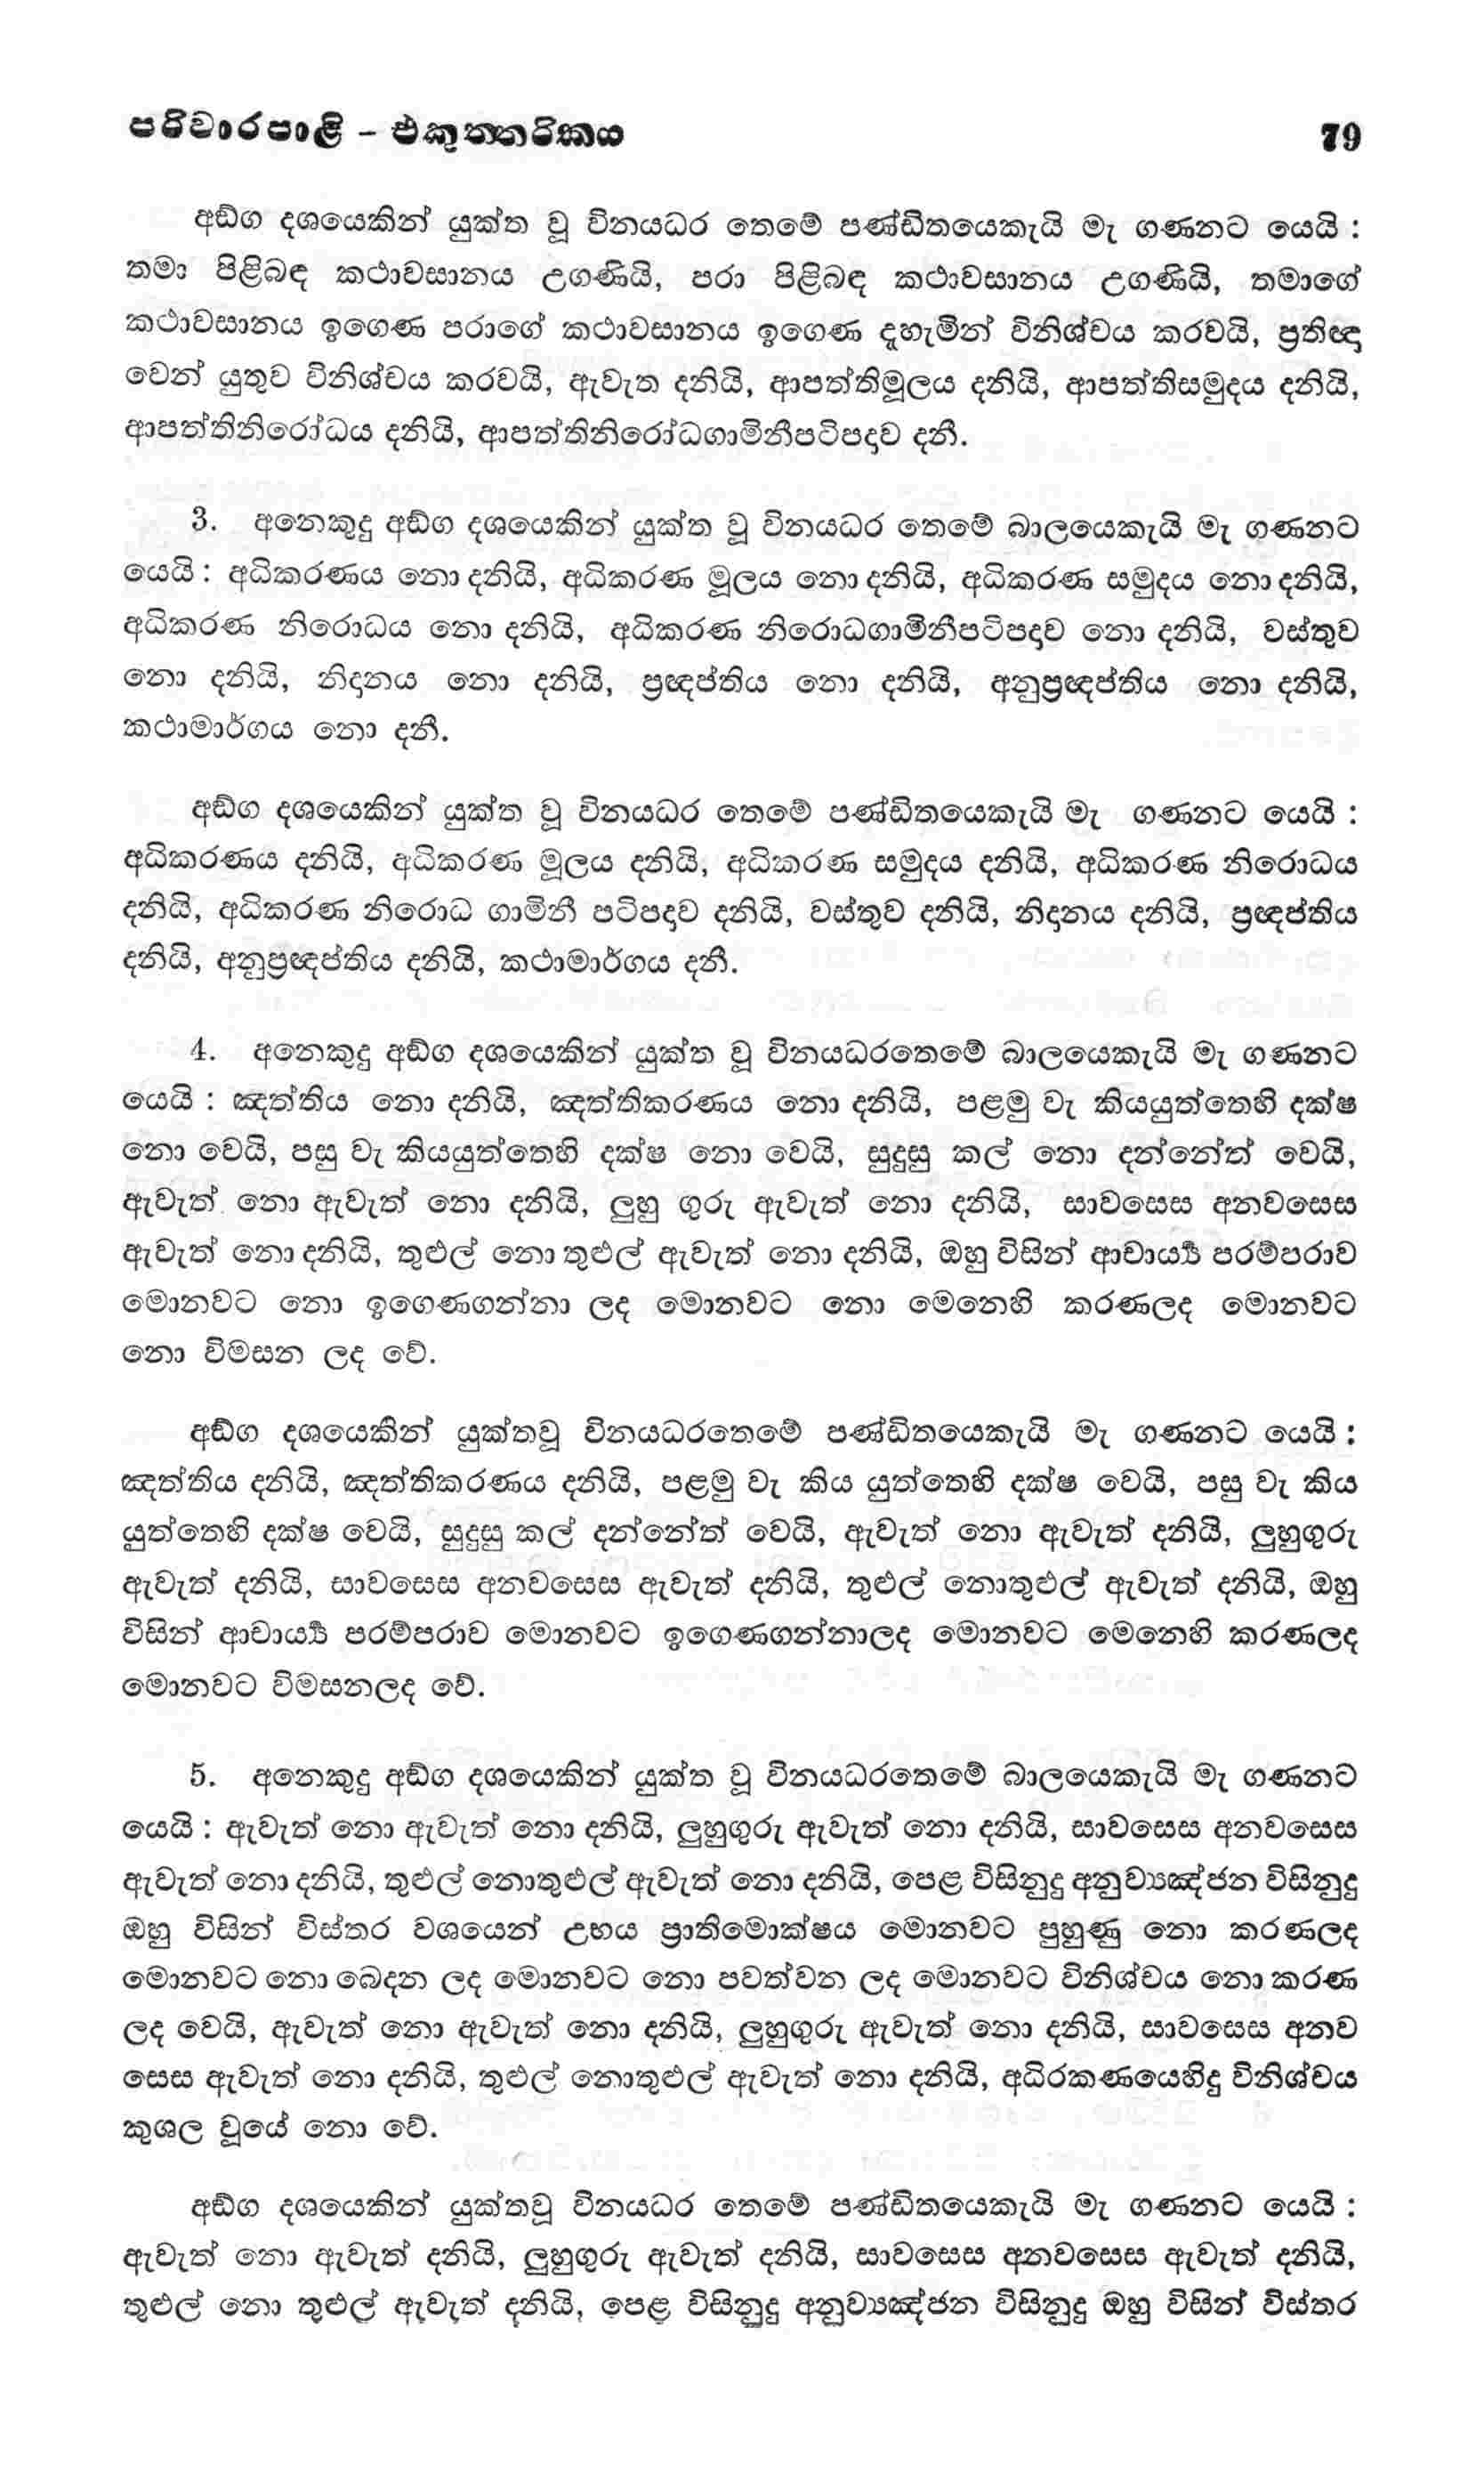 පරිවාරපාළි – එකුත්තරිකය 79
අඞ්ග දශයෙකින් යුක්ත වූ විනයධර තෙමේ පණ්ඩිතයෙකැයි මැ ගණනට යෙයි :
තමා පිළිබඳ කථාවසානය උගණියි, පරා පිළිබඳ කථාවසානය උගණියි, තමාගේ
කථාවසානය ඉගෙණ පරාගේ කථාවසානය ඉගෙණ දැහැමින් විනිශ්චය කරවයි, ප්‍රතිඥා
වෙන් යුතුව විනිශ්චය කරවයි, ඇවැත දනියි, ආපත්තිමූලය දනියි, ආපත්තිසමුදය දනියි,
ආපත්තිනිරෝධය දනියි, ආපත්තිනිරෝධගාමිනීපටිපදාව දනී.
3. අනෙකුදු අඞ්ග දශයෙකින් යුක්ත වූ විනයධර තෙමේ බාලයෙකැයි මැ ගණනට
යෙයි : අධිකරණය නො දනියි, අධිකරණ මූලය නො දනියි, අධිකරණ සමුදය නො දනියි,
අධිකරණ නිරොධය නො දනියි, අධිකරණ නිරොධගාමිනීපටිපදාව නො දනියි, වස්තුව
නො දනියි, නිදානය නො දනියි, ප්‍රඥප්තිය නො දනියි, අනුප්‍රඥප්තිය නො දනියි,
කථාමාර්ගය නො දනී.
අඞ්ග දශයෙකින් යුක්ත වූ විනයධර තෙමේ පණ්ඩිතයෙකැයි මැ ගණනට යෙයි :
අධිකරණය දනියි, අධිකරණ මූලය දනියි, අධිකරණ සමුදය දනියි, අධිකරණ නිරොධය
දනියි, අධිකරණ නිරොධ ගාමිනී පටිපදාව දනියි, වස්තුව දනියි, නිදානය දනියි, ප්‍රඥප්තිය
දනියි, අනුප්‍රඥප්තිය දනියි, කථාමාර්ගය දනී.
4. අනෙකුදු අඞ්ග දශයෙකින් යුක්ත වූ විනයධරතෙමේ බාලයෙකැයි මැ ගණනට
යෙයි : ඤත්තිය නො දනියි, ඤත්තිකරණය නො දනියි, පළමු වැ කියයුත්තෙහි දක්ෂ
නො වෙයි, පසු වැ කියයුත්තෙහි දක්ෂ නො වෙයි, සුදුසු කල් නො දන්නේත් වෙයි,
ඇවැත් නො ඇවැත් නො දනියි, ලුහු ගුරු ඇවැත් නො දනියි, සාවසෙස අනවසෙස
ඇවැත් නො දනියි, තුළුල් නො තුළුල් ඇවැත් නො දනියි, ඔහු විසින් ආචාර්‍ය්‍ය පරම්පරාව
මොනවට නො ඉගෙණගන්නා ලද මොනවට නො මෙනෙහි කරණලද මොනවට
නො විමසන ලද වේ.
අඞ්ග දශයෙකින් යුක්තවූ විනයධරතෙමේ පණ්ඩිතයෙකැයි මැ ගණනට යෙයි :
ඤත්තිය දනියි, ඤත්තිකරණය දනියි, පළමු වැ කිය යුත්තෙහි දක්ෂ වෙයි, පසු වැ කිය
යුත්තෙහි දක්ෂ වෙයි, සුදුසු කල් දන්නේත් වෙයි, ඇවැත් නො ඇවැත් දනියි, ලුහුගුරු
ඇවැත් දනියි, සාවසෙස අනවසෙස ඇවැත් දනියි, තුළුල් නොතුළුල් ඇවැත් දනියි, ඔහු
විසින් ආචාර්‍ය්‍ය පරම්පරාව මොනවට ඉගෙණගන්නාලද මොනවට මෙනෙහි කරණලද
මොනවට විමසනලද වේ.
5. අනෙකුදු අඞ්ග දශයෙකින් යුක්ත වූ විනයධරතෙමේ බාලයෙකැයි මැ ගණනට
යෙයි : ඇවැත් නො ඇවැත් නො දනියි, ලුහුගුරු ඇවැත් නො දනියි, සාවසෙස අනවසෙස
ඇවැත් නො දනියි, තුළුල් නොතුළුල් ඇවැත් නො දනියි, පෙළ විසිනුදු අනුව්‍යඤ්ජන විසිනුදු
ඔහු විසින් විස්තර වශයෙන් උභය ප්‍රාතිමොක්ෂය මොනවට පුහුණු නො කරණලද
මොනවට නො බෙදන ලද මොනවට නො පවත්වන ලද මොනවට විනිශ්චය නො කරණ
ලද වෙයි, ඇවැත් නො ඇවැත් නො දනියි, ලුහුගුරු ඇවැත් නො දනියි, සාවසෙස අනව
සෙස ඇවැත් නො දනියි, තුළුල් නොතුළුල් ඇවැත් නො දනියි, අධිරකණයෙහිදු විනිශ්චය
කුශල වූයේ නො වේ.
අඞ්ග දශයෙකින් යුක්තවූ විනයධර තෙමේ පණ්ඩිතයෙකැයි මැ ගණනට යෙයි :
ඇවැත් නො ඇවැත් දනියි, ලුහුගුරු ඇවැත් දනියි, සාවසෙස අනවසෙස ඇවැත් දනියි,
තුළුල් නො තුළුල් ඇවැත් දනියි, පෙළ විසිනුදු අනුව්‍යඤ්ජන විසිනුදු ඔහු විසින් විස්තර